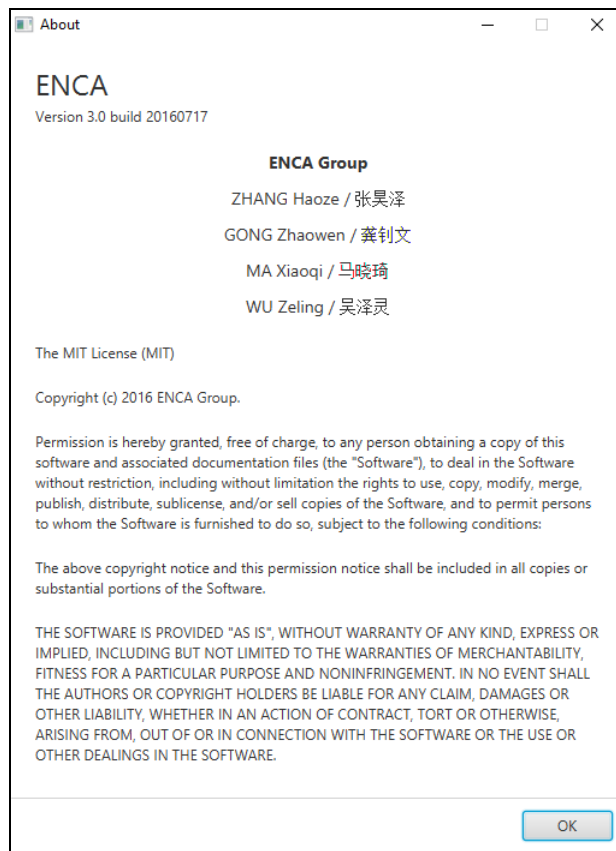 About
ENCA
Version 3.0 build 20160717
ENCA Group
ZHANG Haoze / 张昊泽
GONG Zhaowen / 龚钊文
MA Xiaoqi / 马晓琦
WU Zeling / 吴泽灵
The MIT License (MIT)
Copyright (c) 2016 ENCA Group.
Permission is hereby granted, free of charge, to any person obtaining a copy of this
software and associated documentation files (the "Software"), to deal in the Software
without restriction, including without limitation the rights to use, copy, modify, merge,
publish, distribute, sublicense, and/or sell copies of the Software, and to permit persons
to whom the Software is furnished to do so, subject to the following conditions:
The above copyright notice and this permission notice shall be included in all copies or
substantial portions of the Software.
THE SOFTWARE IS PROVIDED "AS IS", WITHOUT WARRANTY OF ANY KIND, EXPRESS OR
IMPLIED, INCLUDING BUT NOT LIMITED TO THE WARRANTIES OF MERCHANTABILITY,
FITNESS FOR A PARTICULAR PURPOSE AND NONINFRINGEMENT. IN NO EVENT SHALL
THE AUTHORS OR COPYRIGHT HOLDERS BE LIABLE FOR ANY CLAIM, DAMAGES OR
OTHER LIABILITY, WHETHER IN AN ACTION OF CONTRACT, TORT OR OTHERWISE,
ARISING FROM, OUT OF OR IN CONNECTION WITH THE SOFTWARE OR THE USE OR
OTHER DEALINGS IN THE SOFTWARE.
OK